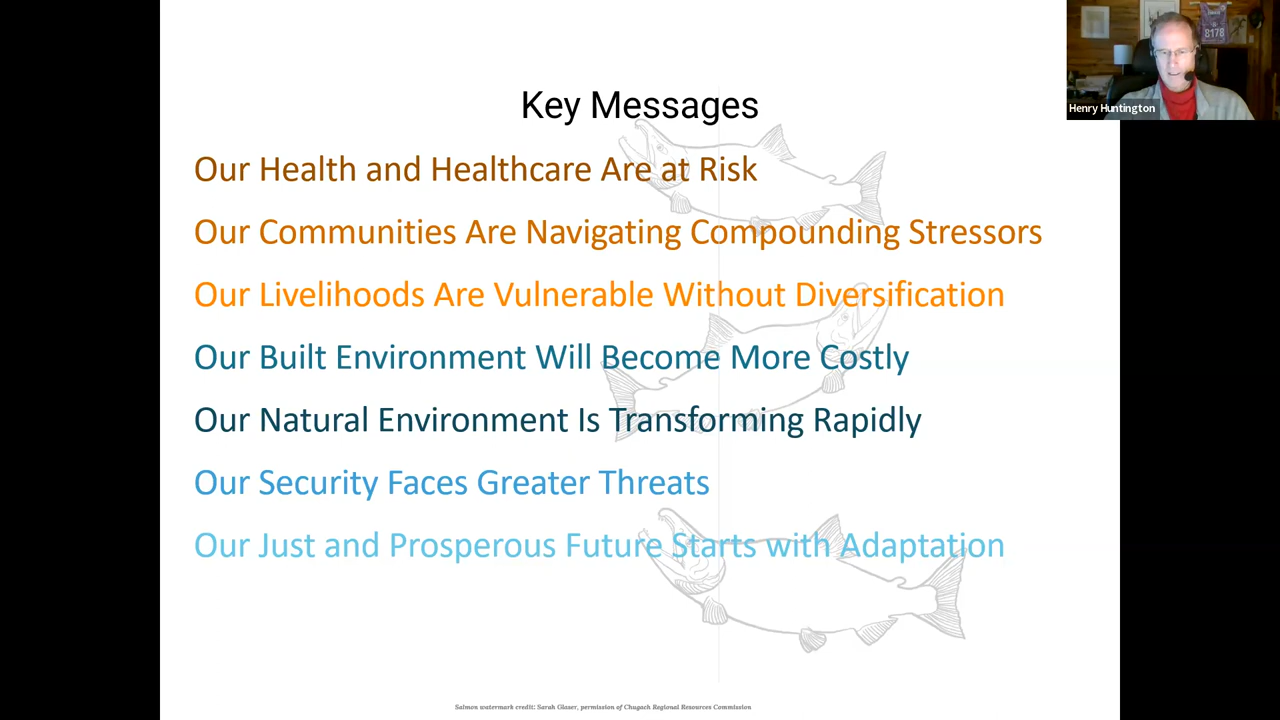 Key Messages
Our Health and Healthcare Are at Risk
Our Communities Are Navigating Compounding Stressors
Our Livelihoods Are Vulnerable Without Diversification
Our Built Environment Will Become More Costly
Our Natural Environment Is Transforming Rapidly
Our Security Faces Greater Threats
Our Just and Prosperous Future Starts with Adaptation
Salmon watermark credit: Sarah Glaser, permission of Chugach Regional Resources Commission
8178
Henry Huntington